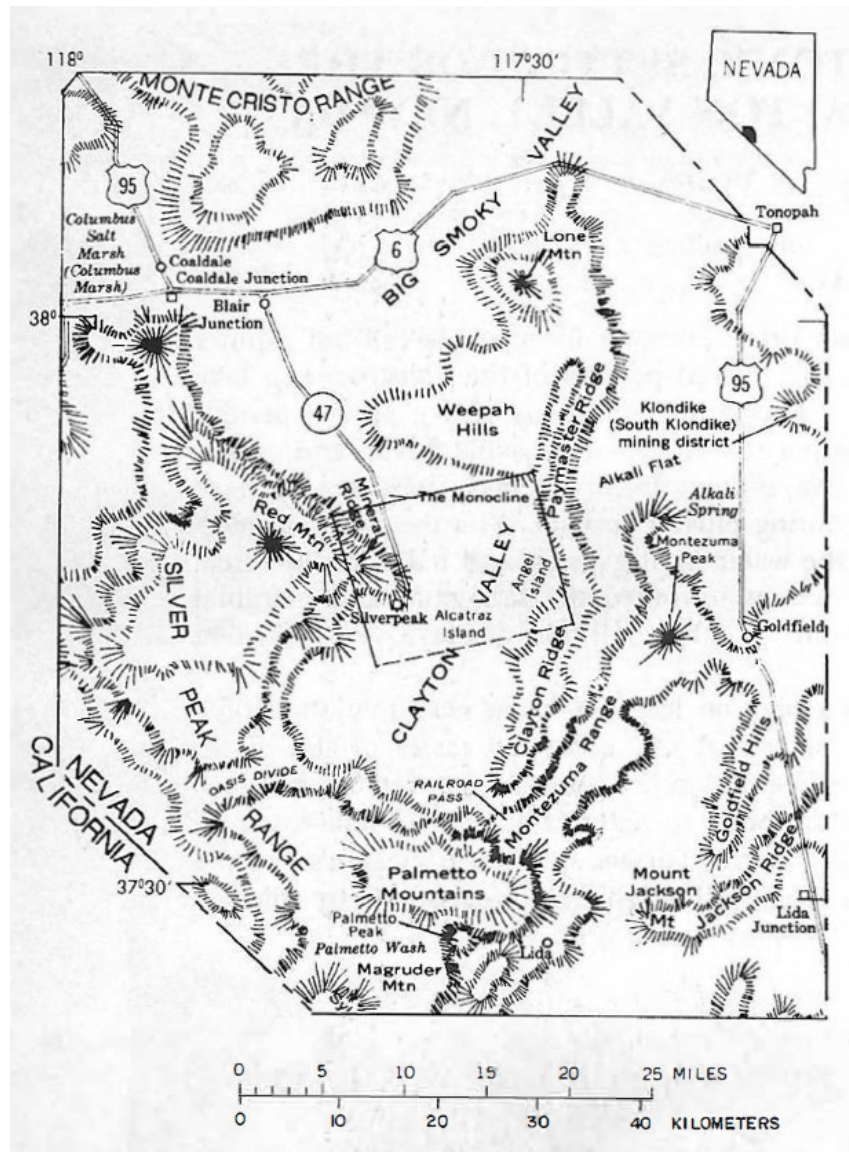 118°
117°30′
NEVADA
MONTE CRISTO RANGE
VALLEY
95
SMOKY
6
BIG
Tonopah
Columbus
Salt
Marsh
(Columbus
Marsh)
Coaldale
Coaldale Junction
Lone
Mtn
Blair
Junction
38°
95
47
Weepah
Hills
Paymaster Ridge
Klondike
(South Klondike)
mining district
Alkali Flat
The Monocline
Mineral
Ridge
Alkali
Spring
Red Mtn
Montezuma
Peak
VALLEY
Angel
Island
SILVER
Silverpeak
Alcatraz
Island
Goldfield
CLAYTON
PEAK
Clayton Ridge
NEVADA
CALIFORNIA
OASIS DIVIDE
RAILROAD
PASS
Montezuma Range
Goldfield Hills
RANGE
37°30′
Palmetto
Mountains
Mount
Jackson
Mt
Jackson Ridge
Lida
Junction
Palmetto
Peak
Palmetto Wash
Lida
Magruder
Mtn
0 5 10 15 20 25 MILES
0 10 20 30 40 KILOMETERS